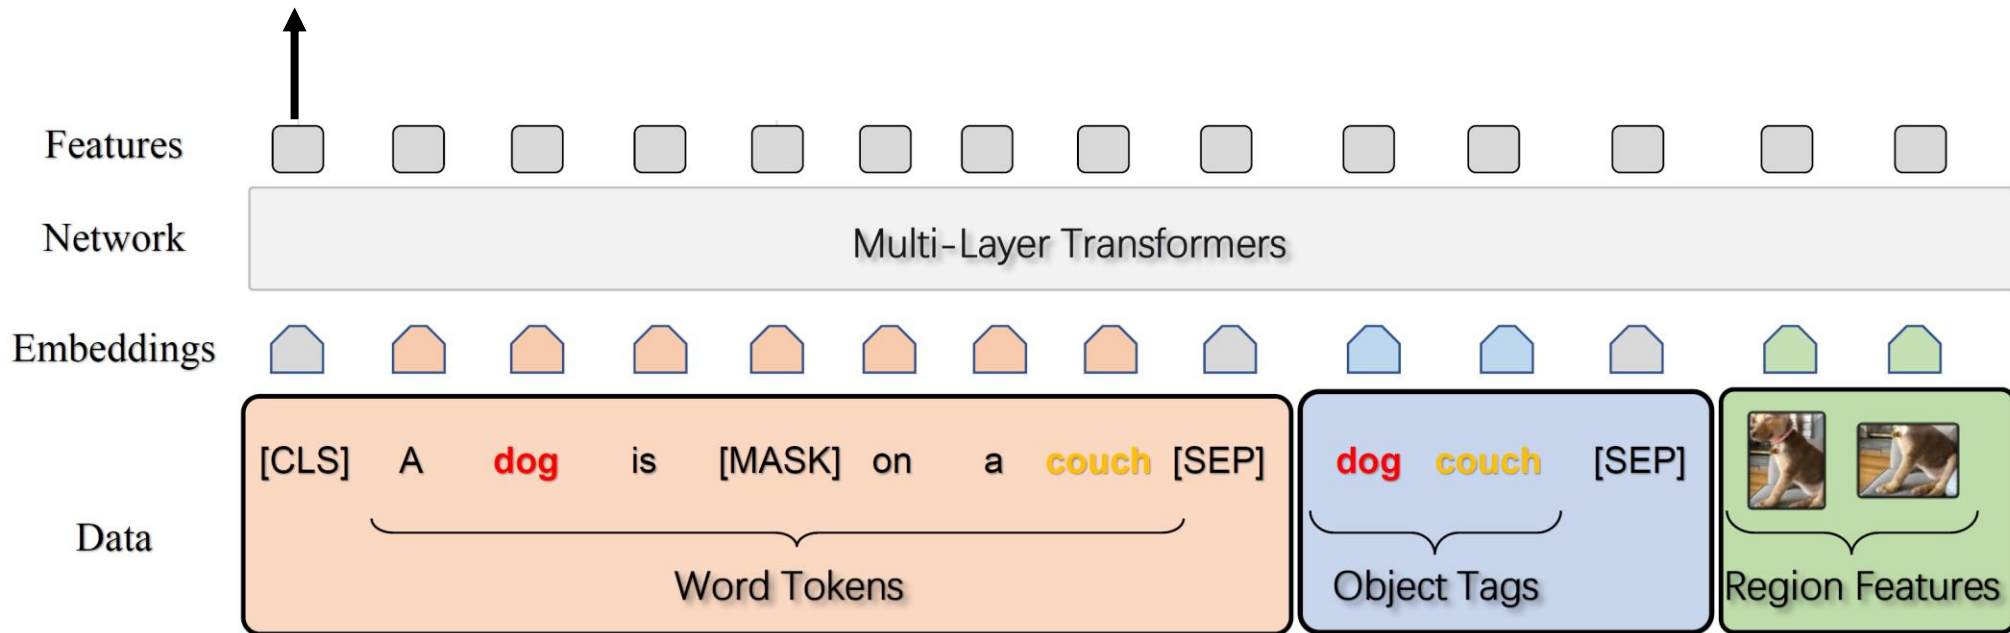 Features
Network
Multi-Layer Transformers
Embeddings
[CLS] A dog is [MASK] on a couch [SEP] dog couch [SEP]
Data
Word Tokens Object Tags Region Features